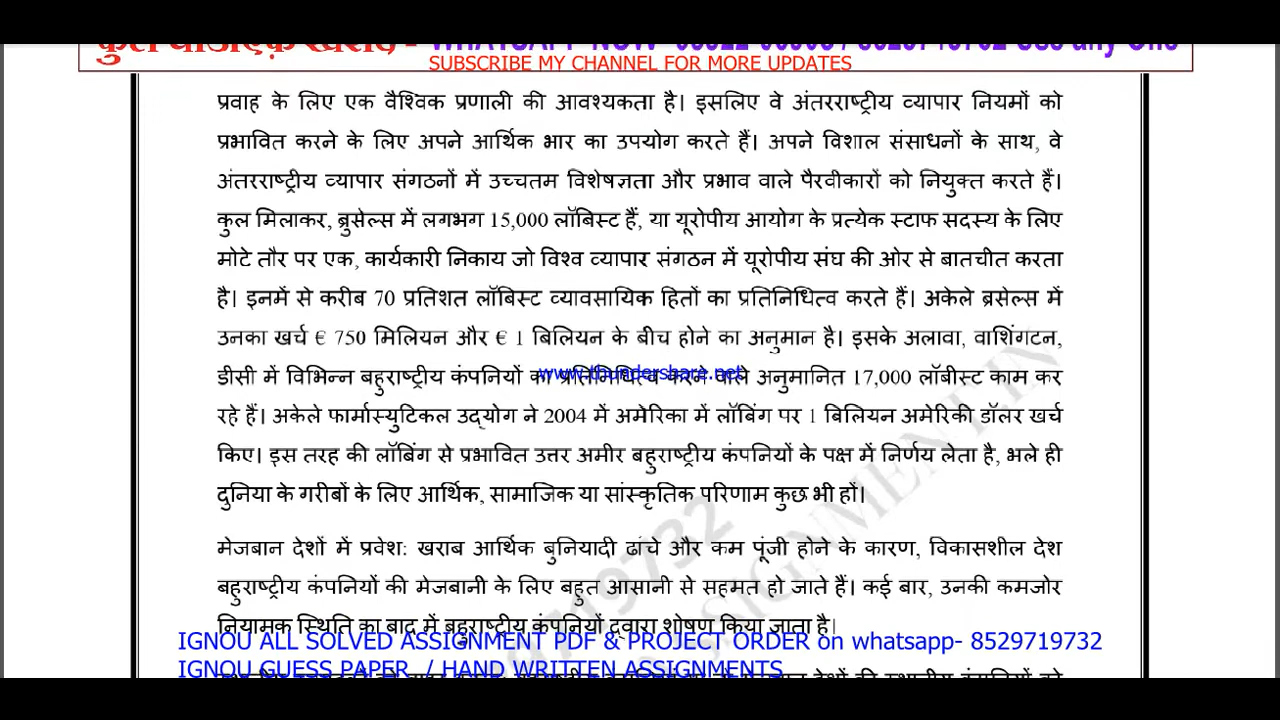 SUBSCRIBE MY CHANNEL FOR MORE UPDATES
प्रवाह के लिए एक वैश्विक प्रणाली की आवश्यकता है। इसलिए वे अंतरराष्ट्रीय व्यापार नियमों को
प्रभावित करने के लिए अपने आर्थिक भार का उपयोग करते हैं। अपने विशाल संसाधनों के साथ, वे
अंतरराष्ट्रीय व्यापार संगठनों में उच्चतम विशेषज्ञता और प्रभाव वाले पैरवीकारों को नियुक्त करते हैं।
कुल मिलाकर, ब्रुसेल्स में लगभग 15,000 लॉबिस्ट हैं, या यूरोपीय आयोग के प्रत्येक स्टाफ सदस्य के लिए
मोटे तौर पर एक, कार्यकारी निकाय जो विश्व व्यापार संगठन में यूरोपीय संघ की ओर से बातचीत करता
है। इनमें से करीब 70 प्रतिशत लॉबिस्ट व्यावसायिक हितों का प्रतिनिधित्व करते हैं। अकेले ब्रसेल्स में
उनका खर्च € 750 मिलियन और € 1 बिलियन के बीच होने का अनुमान है। इसके अलावा, वाशिंगटन,
डीसी में विभिन्न बहुराष्ट्रीय कंपनियों का प्रतिनिधित्व करने वाले अनुमानित 17,000 लॉबीस्ट काम कर
www.thundershare.net
रहे हैं। अकेले फार्मास्युटिकल उद्योग ने 2004 में अमेरिका में लॉबिंग पर 1 बिलियन अमेरिकी डॉलर खर्च
किए। इस तरह की लॉबिंग से प्रभावित उत्तर अमीर बहुराष्ट्रीय कंपनियों के पक्ष में निर्णय लेता है, भले ही
दुनिया के गरीबों के लिए आर्थिक, सामाजिक या सांस्कृतिक परिणाम कुछ भी हों।
मेजबान देशों में प्रवेश: खराब आर्थिक बुनियादी ढांचे और कम पूंजी होने के कारण, विकासशील देश
बहुराष्ट्रीय कंपनियों की मेजबानी के लिए बहुत आसानी से सहमत हो जाते हैं। कई बार, उनकी कमजोर
नियामक स्थिति का बाद में बहुराष्ट्रीय कंपनियों द्वारा शोषण किया जाता है।
IGNOU ALL SOLVED ASSIGNMENT PDF & PROJECT ORDER on whatsapp- 8529719732
IGNOU GUESS PAPER / HAND WRITTEN ASSIGNMENTS